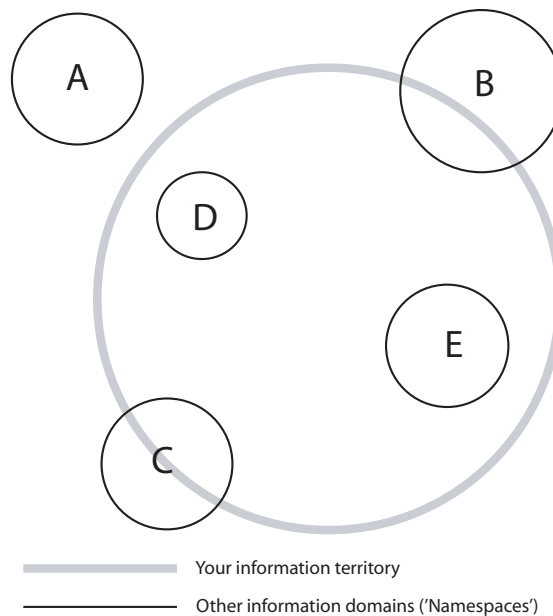 A
B
D
E
C
Your information territory
Other information domains ('Namespaces')